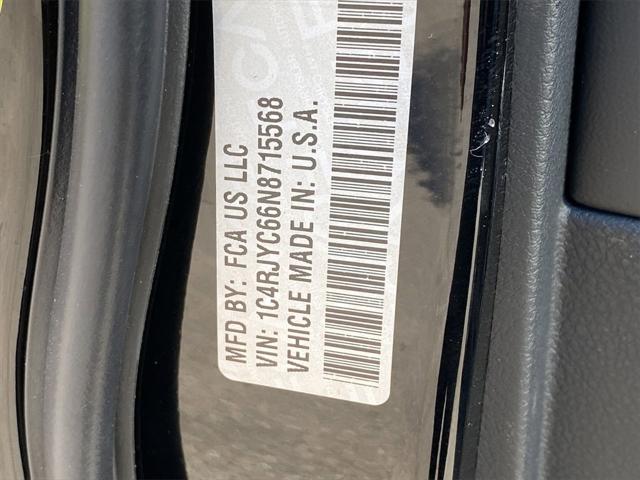 MFD BY: FCA US LLC
VIN: 1C4RJYC66N8715568
VEHICLE MADE IN: U.S.A.